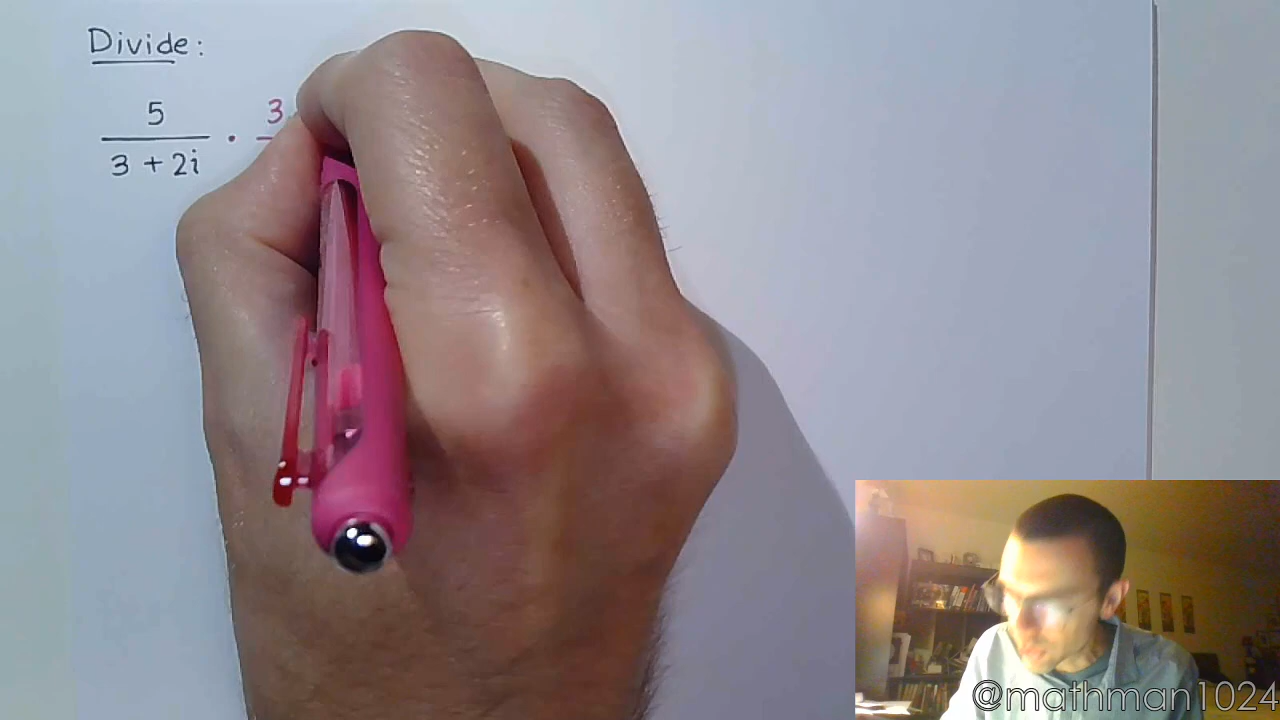 Divide:
5 / (3 + 2i) · 3
@mathman1024